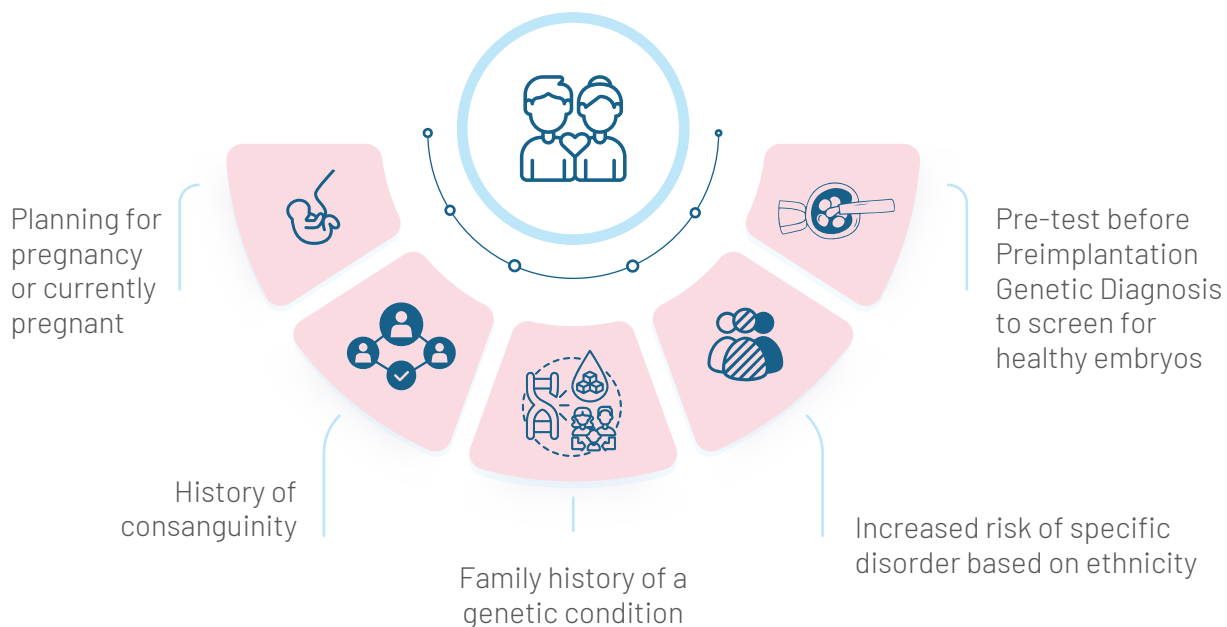 Planning for
pregnancy
or currently
pregnant
History of
consanguinity
Family history of a
genetic condition
Increased risk of specific
disorder based on ethnicity
Pre-test before
Preimplantation
Genetic Diagnosis
to screen for
healthy embryos